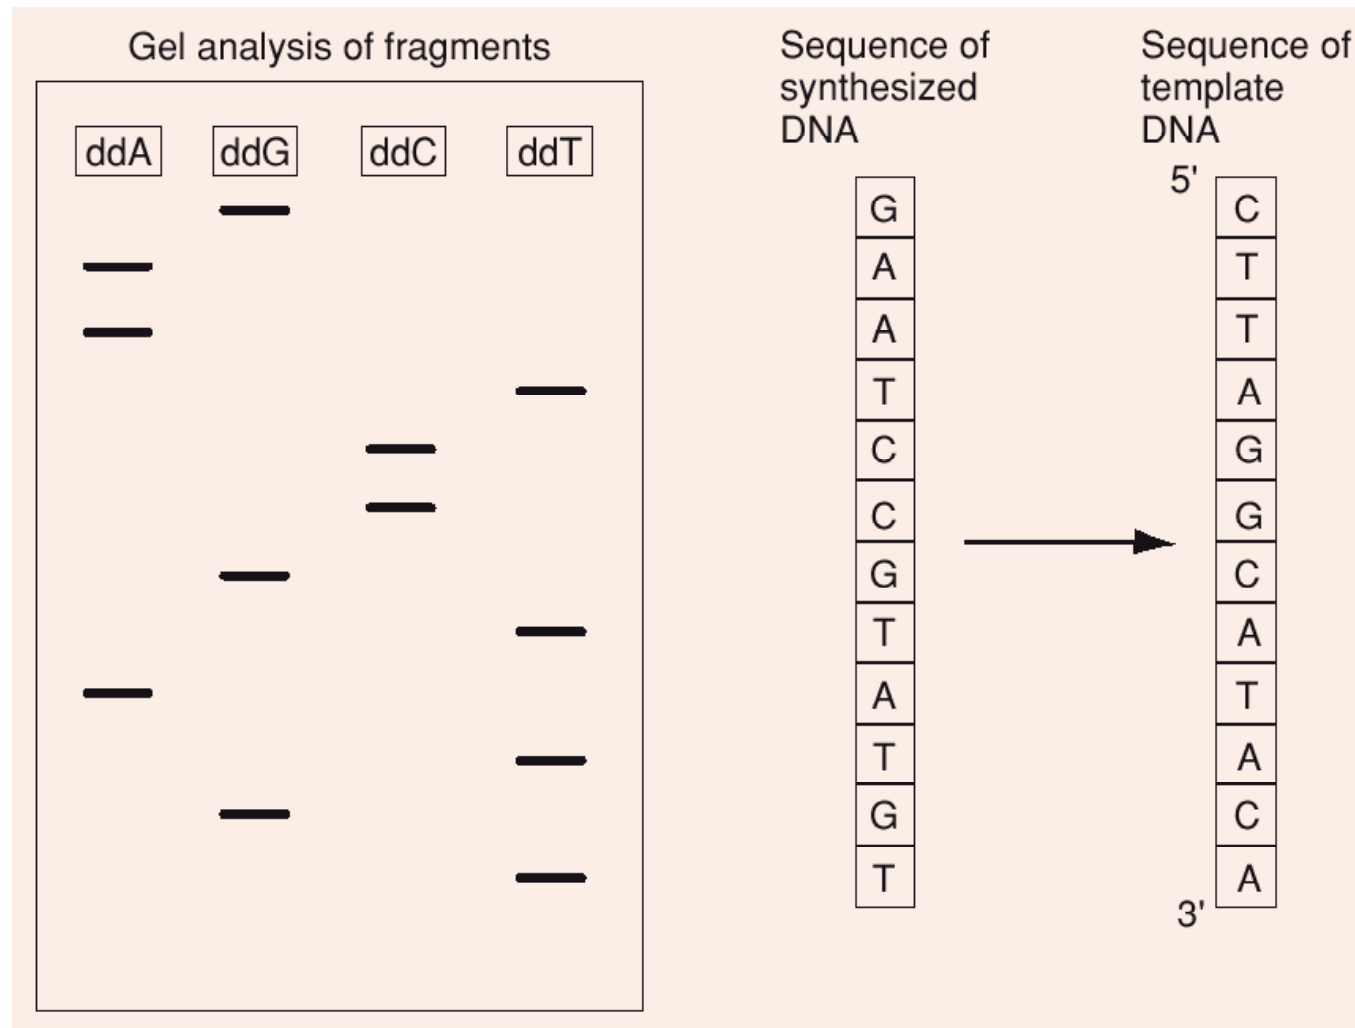 Gel analysis of fragments
ddA ddG ddC ddT
Sequence of
synthesized
DNA
G
A
A
T
C
C
G
T
A
T
G
T
Sequence of
template
DNA
5'
C
T
T
A
G
G
C
A
T
A
C
A
3'